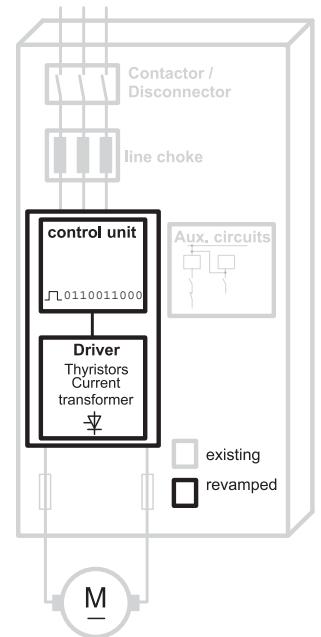 Contactor /
Disconnector
line choke
control unit
Aux. circuits
0110011000
Driver
Thyristors
Current
transformer
existing
revamped
M